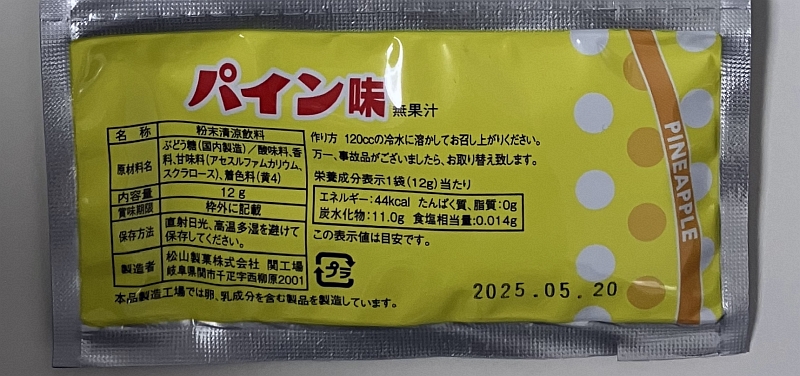 パイン味 無果汁
名 称 粉末清涼飲料
原材料名 ぶどう糖(国内製造)/酸味料、香
料、甘味料(アセスルファムカリウム、
スクラロース)、着色料(黄4)
内容量 12g
賞味期限 枠外に記載
保存方法 直射日光、高温多湿を避けて
保存してください。
製造者 松山製菓株式会社 関工場
岐阜県関市千疋字西柳原2001
本品製造工場では卵、乳成分を含む製品を製造しています。
作り方 120ccの冷水に溶かしてお召し上がりください。
万一、事故品がございましたら、お取り替え致します。
栄養成分表示1袋(12g)当たり
エネルギー:44kcal たんぱく質、脂質:0g
炭水化物:11.0g 食塩相当量:0.014g
この表示値は目安です。
プラ
2025.05.20
PINEAPPLE